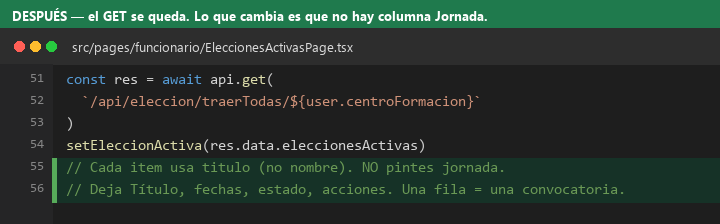 DESPUÉS — el GET se queda. Lo que cambia es que no hay columna Jornada.
src/pages/funcionario/EleccionesActivasPage.tsx
51 const res = await api.get(
52 `/api/eleccion/traerTodas/${user.centroFormacion}`
53 )
54 setEleccionActiva(res.data.eleccionesActivas)
55 // Cada item usa titulo (no nombre). NO pintes jornada.
56 // Deja Título, fechas, estado, acciones. Una fila = una convocatoria.